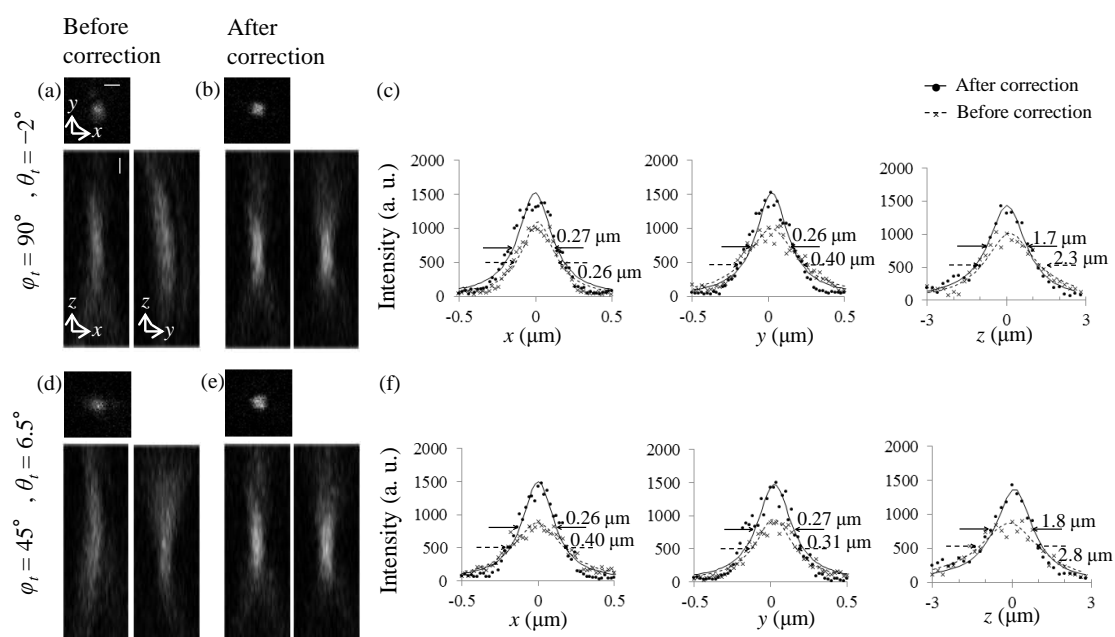 Before
correction
After
correction
(a)
(b)
(c)
After correction
Before correction
φt = 90° , θt = −2°
y
x
z
x
z
y
Intensity (a. u.)
2000
1500
1000
500
0
-0.5
0
0.5
x (μm)
0.27 μm
0.26 μm
2000
1500
1000
500
0
-0.5
0
0.5
y (μm)
0.26 μm
0.40 μm
2000
1500
1000
500
0
-3
0
3
z (μm)
1.7 μm
2.3 μm
(d)
(e)
(f)
φt = 45° , θt = 6.5°
Intensity (a. u.)
2000
1500
1000
500
0
-0.5
0
0.5
x (μm)
0.26 μm
0.40 μm
2000
1500
1000
500
0
-0.5
0
0.5
y (μm)
0.27 μm
0.31 μm
2000
1500
1000
500
0
-3
0
3
z (μm)
1.8 μm
2.8 μm